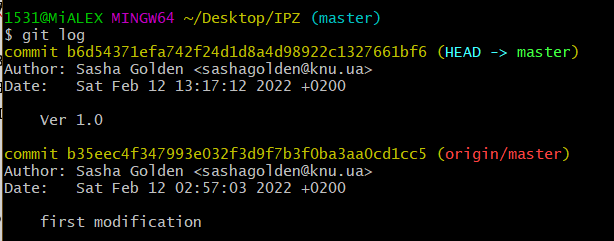 1531@MiALEX MINGW64 ~/Desktop/IPZ (master)
$ git log
commit b6d54371efa742f24d1d8a4d98922c1327661bf6 (HEAD -> master)
Author: Sasha Golden <sashagolden@knu.ua>
Date:   Sat Feb 12 13:17:12 2022 +0200

    Ver 1.0

commit b35eec4f347993e032f3d9f7b3f0ba3aa0cd1cc5 (origin/master)
Author: Sasha Golden <sashagolden@knu.ua>
Date:   Sat Feb 12 02:57:03 2022 +0200

    first modification